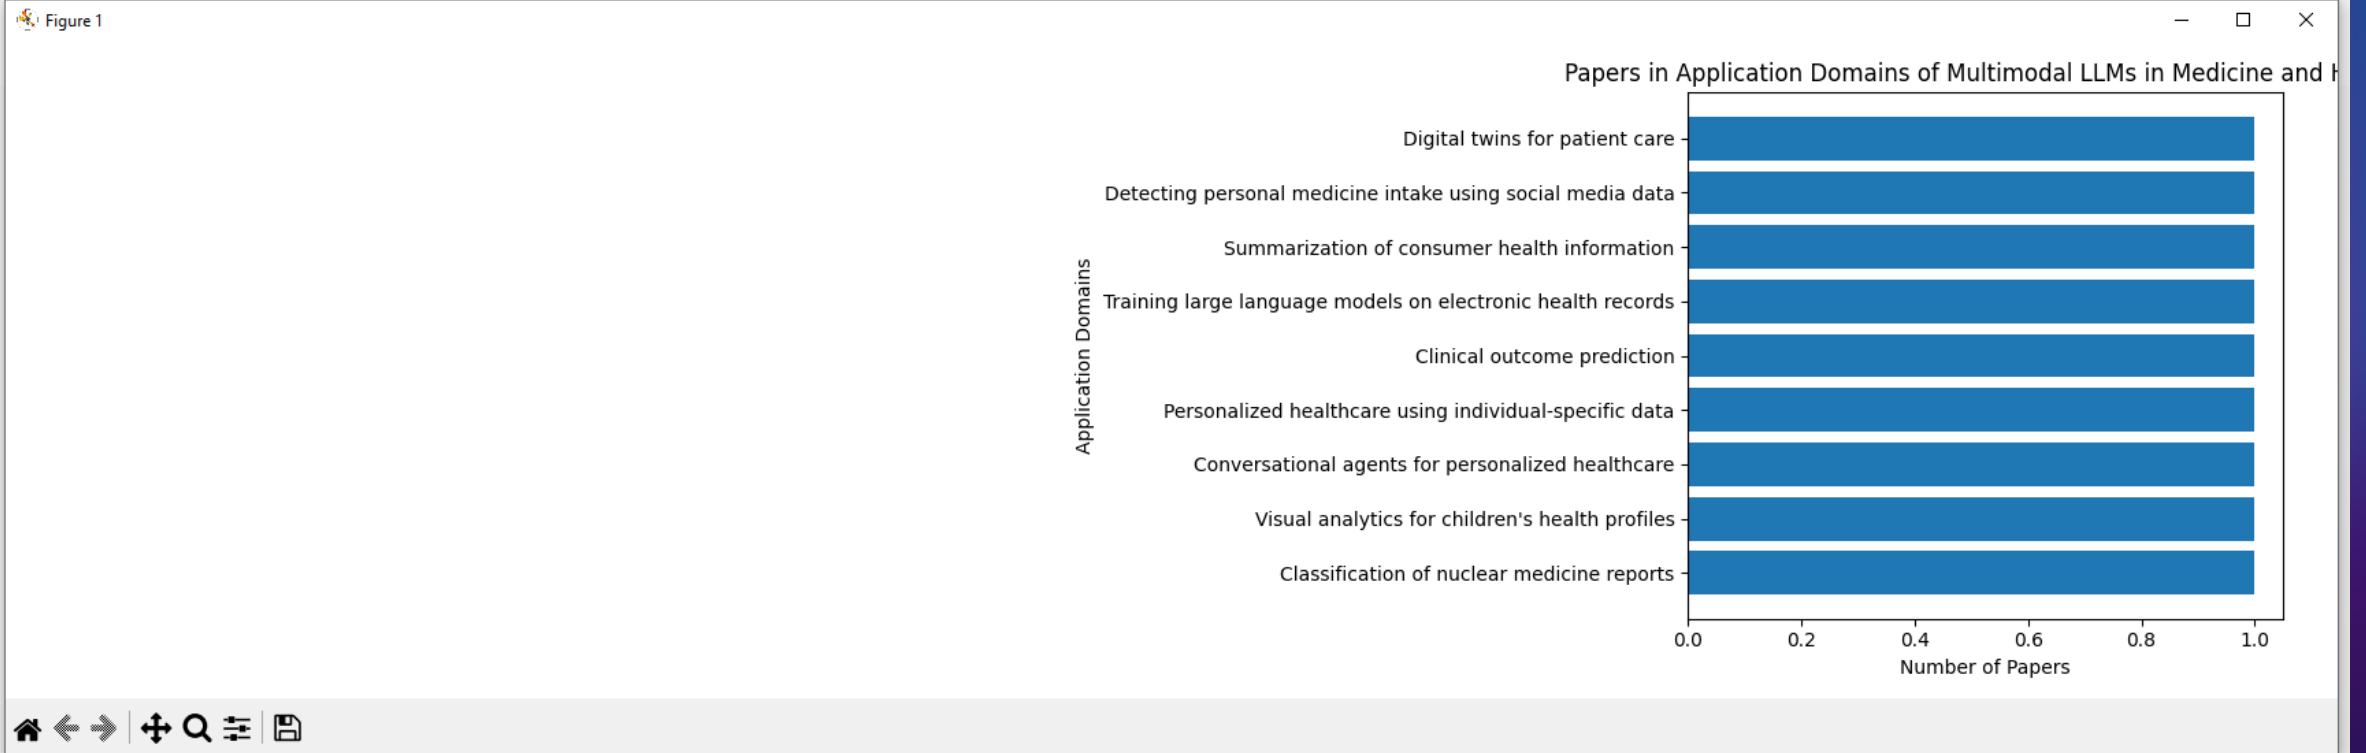 Figure 1
Papers in Application Domains of Multimodal LLMs in Medicine and
Digital twins for patient care
Detecting personal medicine intake using social media data
Summarization of consumer health information
Training large language models on electronic health records
Clinical outcome prediction
Personalized healthcare using individual-specific data
Conversational agents for personalized healthcare
Visual analytics for children's health profiles
Classification of nuclear medicine reports
Application Domains
0.0 0.2 0.4 0.6 0.8 1.0
Number of Papers